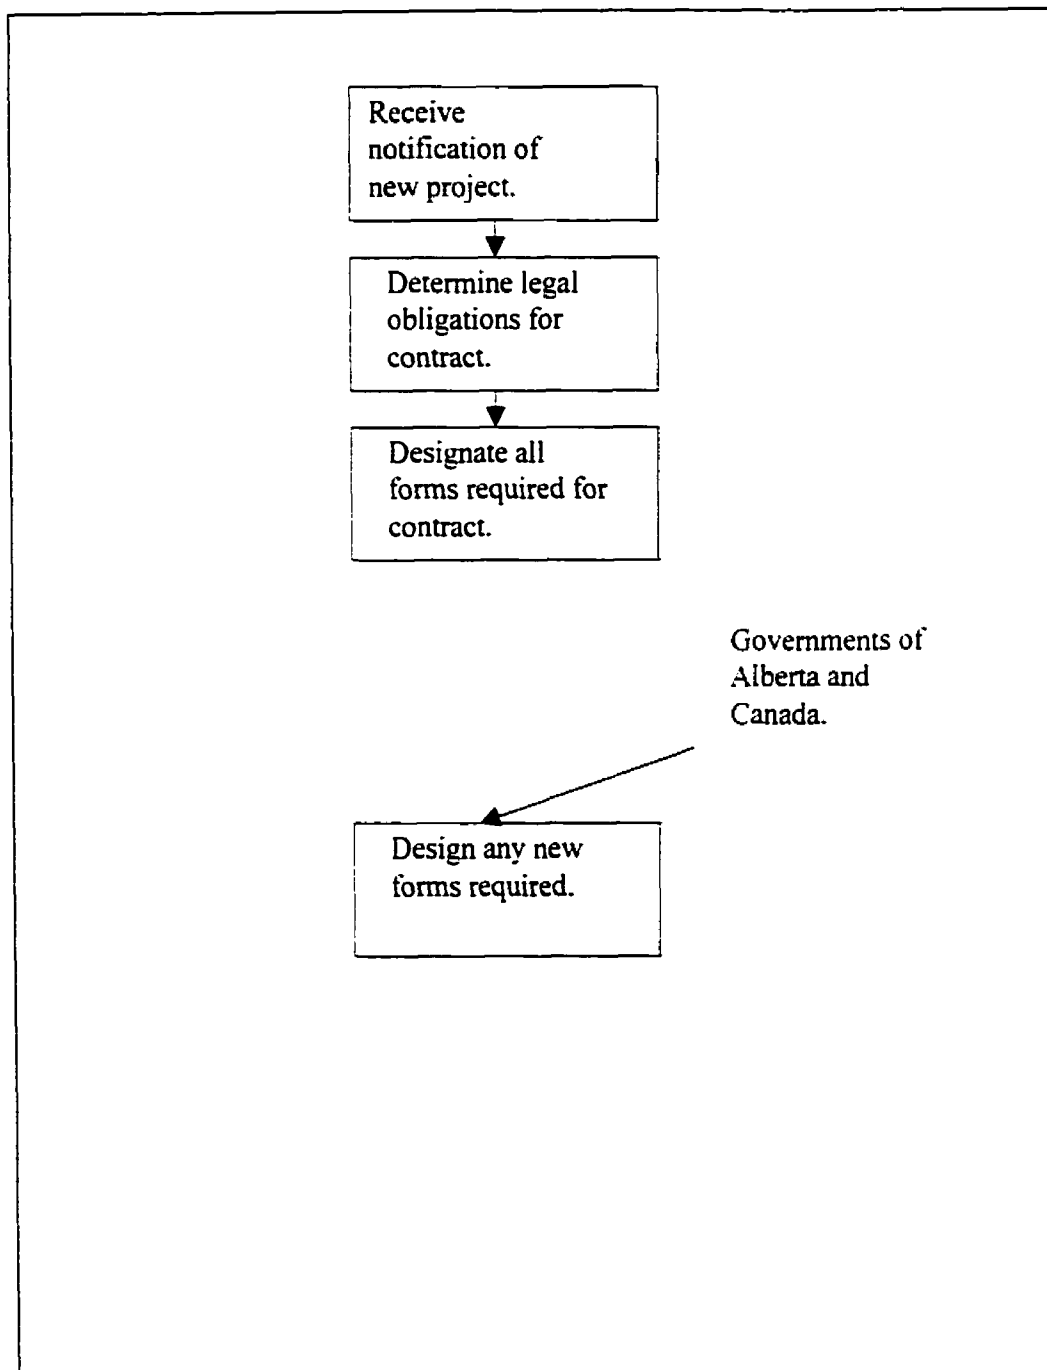 Receive
notification of
new project.
Determine legal
obligations for
contract.
Designate all
forms required for
contract.
Governments of
Alberta and
Canada.
Design any new
forms required.